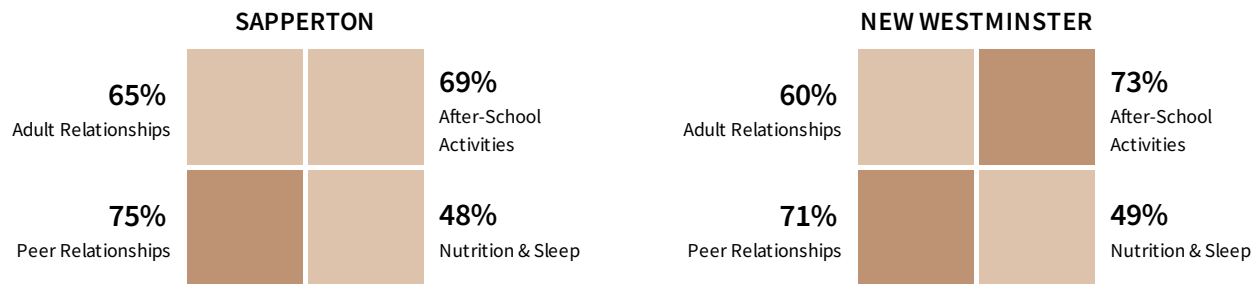 SAPPERTON
65%
Adult Relationships
69%
After-School
Activities
75%
Peer Relationships
48%
Nutrition & Sleep
NEW WESTMINSTER
60%
Adult Relationships
73%
After-School
Activities
71%
Peer Relationships
49%
Nutrition & Sleep